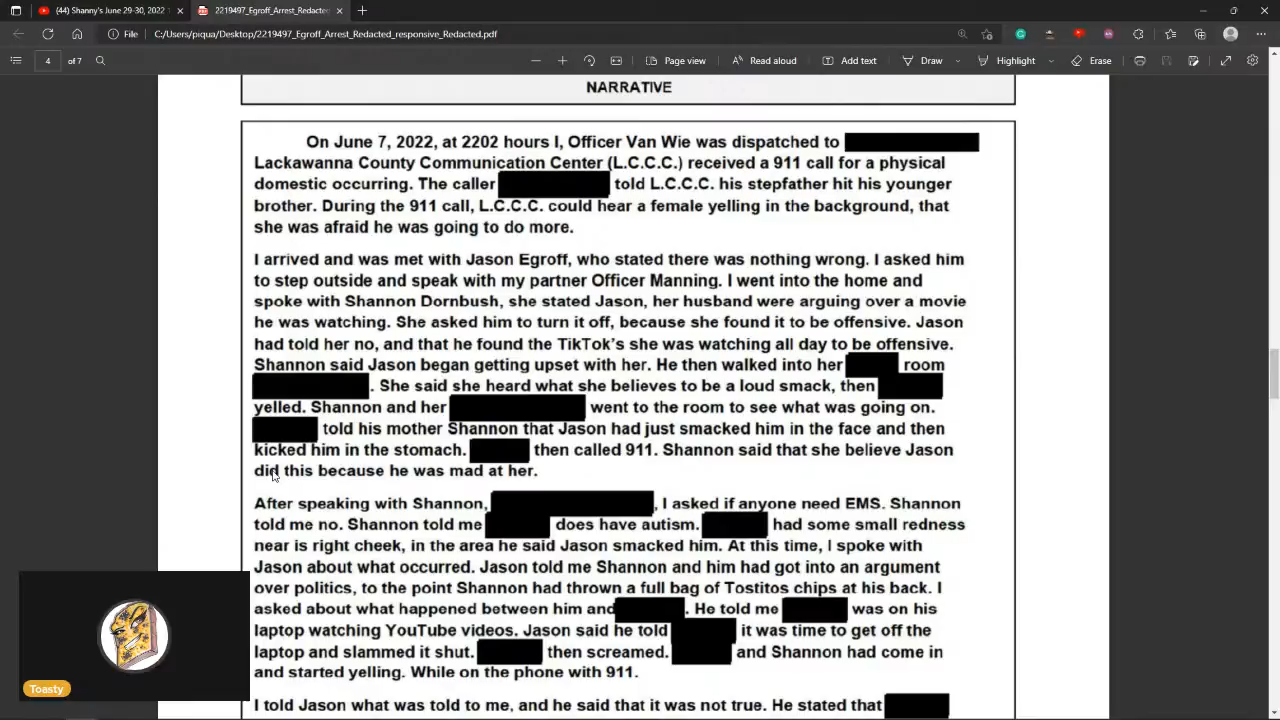 (44) Shanny's June 29-30, 2022
2219497_Egroff_Arrest_Redacted
File
C:/Users/piqua/Desktop/2219497_Egroff_Arrest_Redacted_responsive_Redacted.pdf
4 of 7
Page view
Read aloud
Add text
Draw
Highlight
Erase
NARRATIVE
On June 7, 2022, at 2202 hours I, Officer Van Wie was dispatched to
Lackawanna County Communication Center (L.C.C.C.) received a 911 call for a physical
domestic occurring. The caller told L.C.C.C. his stepfather hit his younger
brother. During the 911 call, L.C.C.C. could hear a female yelling in the background, that
she was afraid he was going to do more.
I arrived and was met with Jason Egroff, who stated there was nothing wrong. I asked him
to step outside and speak with my partner Officer Manning. I went into the home and
spoke with Shannon Dornbush, she stated Jason, her husband were arguing over a movie
he was watching. She asked him to turn it off, because she found it to be offensive. Jason
had told her no, and that he found the TikTok's she was watching all day to be offensive.
Shannon said Jason began getting upset with her. He then walked into her room
. She said she heard what she believes to be a loud smack, then
yelled. Shannon and her went to the room to see what was going on.
told his mother Shannon that Jason had just smacked him in the face and then
kicked him in the stomach. then called 911. Shannon said that she believe Jason
did this because he was mad at her.
After speaking with Shannon, , I asked if anyone need EMS. Shannon
told me no. Shannon told me does have autism. had some small redness
near is right cheek, in the area he said Jason smacked him. At this time, I spoke with
Jason about what occurred. Jason told me Shannon and him had got into an argument
over politics, to the point Shannon had thrown a full bag of Tostitos chips at his back. I
asked about what happened between him and . He told me was on his
laptop watching YouTube videos. Jason said he told it was time to get off the
laptop and slammed it shut. then screamed. and Shannon had come in
and started yelling. While on the phone with 911.
I told Jason what was told to me, and he said that it was not true. He stated that
Toasty